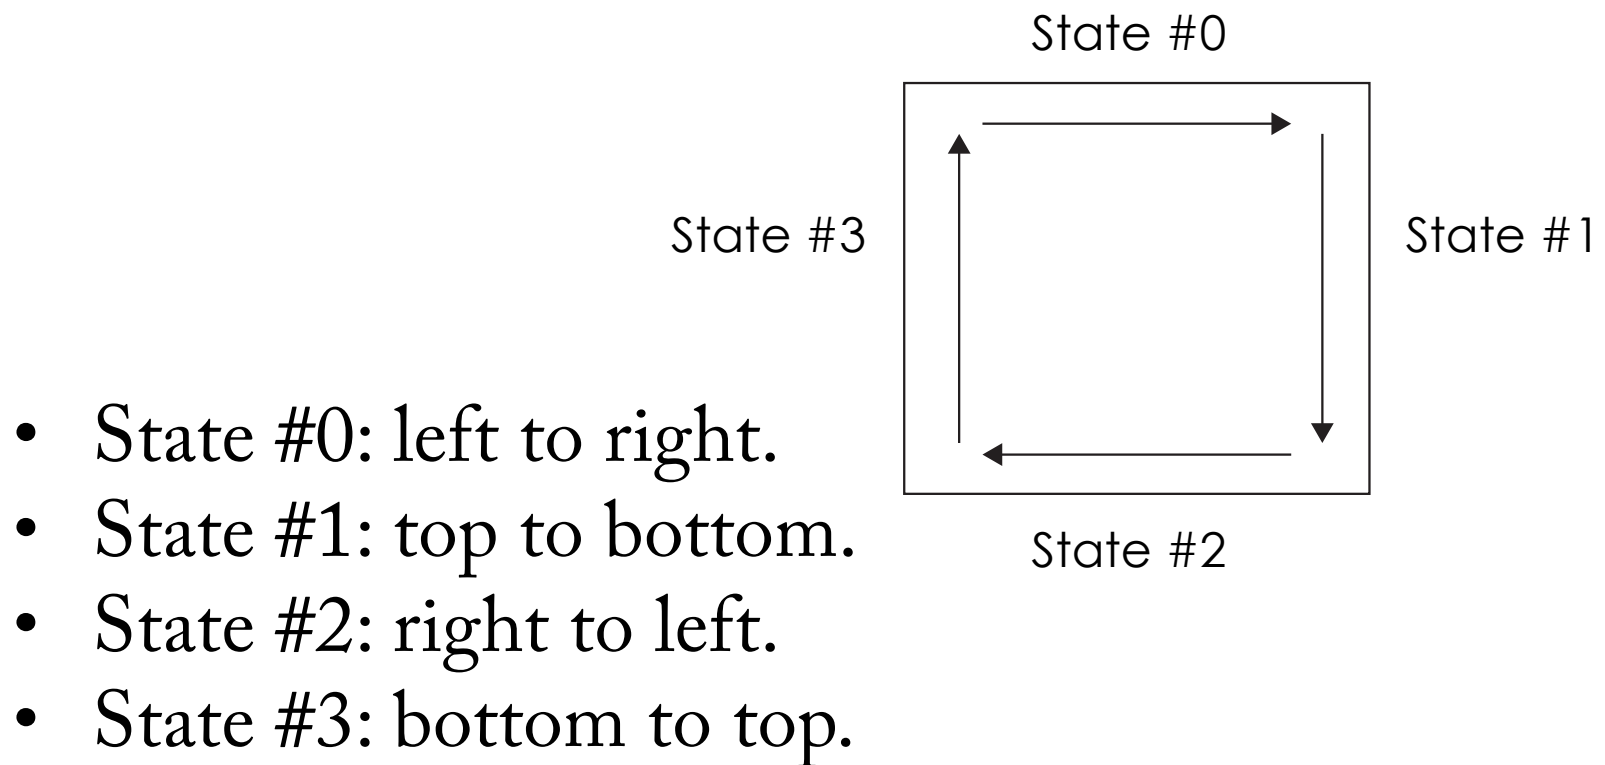 State #0
State #3
State #1
• State #0: left to right.
• State #1: top to bottom.
State #2
• State #2: right to left.
• State #3: bottom to top.